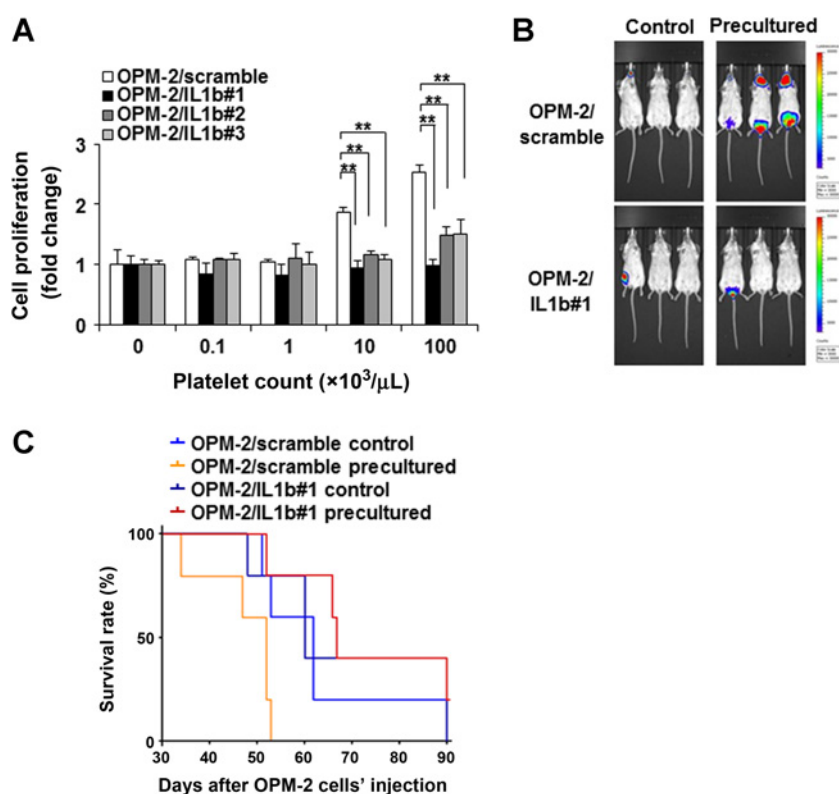 A
OPM-2/scramble
OPM-2/IL1b#1
OPM-2/IL1b#2
OPM-2/IL1b#3
** ** ** ** ** **
Cell proliferation
(fold change)
3
2
1
0
0 0.1 1 10 100
Platelet count (×10³/μL)
B
Control Precultured
OPM-2/
scramble
OPM-2/
IL1b#1
C
OPM-2/scramble control
OPM-2/scramble precultured
OPM-2/IL1b#1 control
OPM-2/IL1b#1 precultured
Survival rate (%)
100
50
0
30 40 50 60 70 80 90
Days after OPM-2 cells' injection